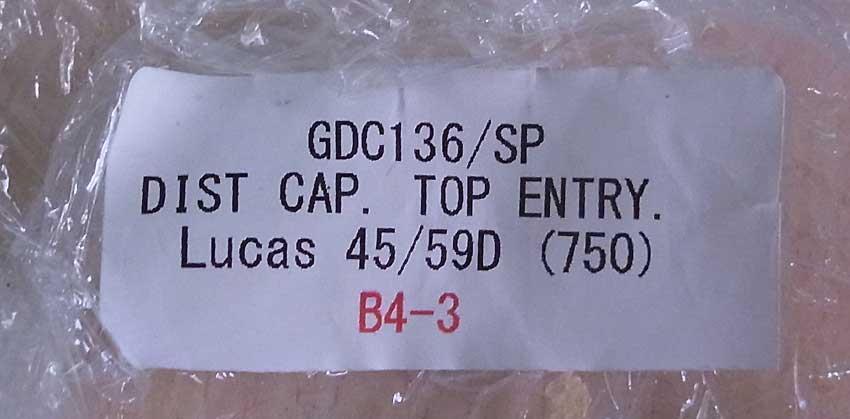 GDC136/SP
DIST CAP. TOP ENTRY.
Lucas 45/59D (750)
B4-3